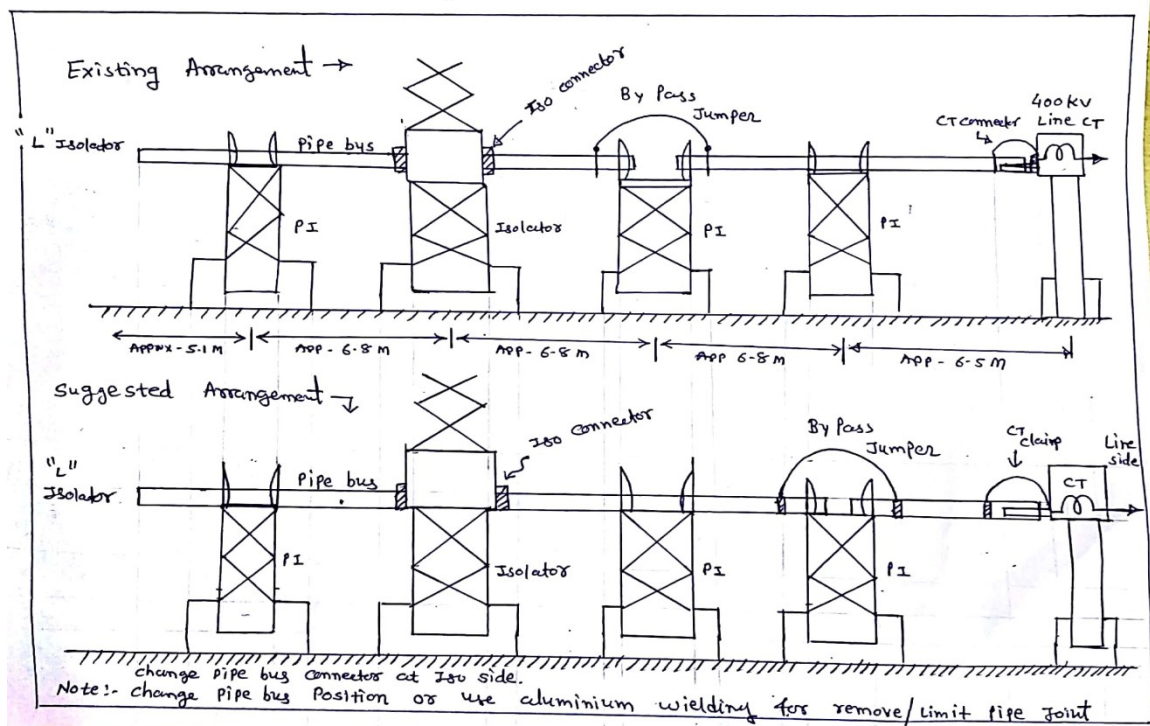 Existing Arrangement →
Iso connector
By Pass
Jumper
400 KV
Line CT
CT Connector
"L" Isolator
Pipe bus
PI
Isolator
PI
PI
APPRX - 5.1 M
APP - 6.8 M
APP - 6.8 M
APP 6.8 M
APP - 6.5 M
Suggested Arrangement
Iso connector
By Pass
Jumper
CT
clamp
Line
side
"L"
Isolator
Pipe bus
CT
PI
Isolator
PI
PI
change pipe bus connector at Iso side.
Note:- change pipe bus Position or use aluminium wielding for remove/Limit pipe Joint